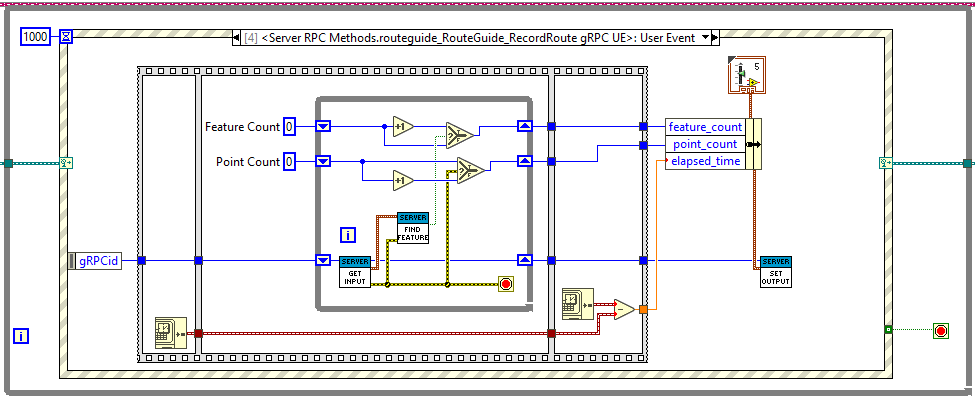 1000
[4] <Server RPC Methods.routeguide_RouteGuide_RecordRoute gRPC UE>: User Event
5
Feature Count 0
+1
?
T
F
feature_count
Point Count 0
point_count
+1
?
T
F
elapsed_time
SERVER
FIND
FEATURE
i
gRPCid
SERVER
GET
INPUT
SERVER
SET
OUTPUT
i